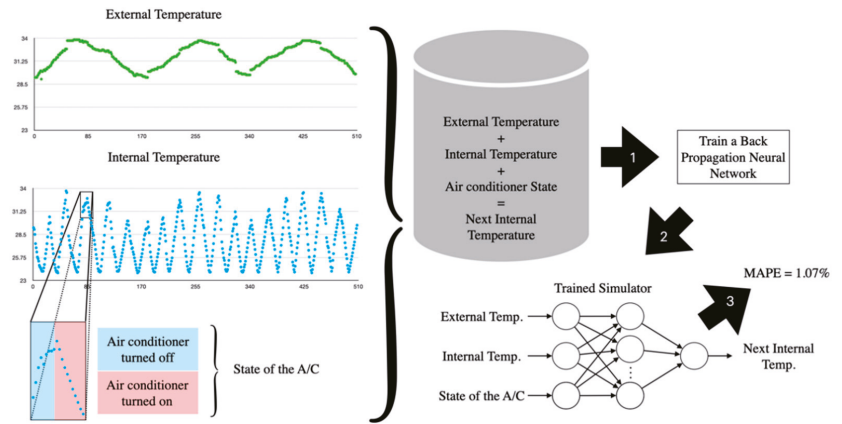 External Temperature
34
31.25
28.5
25.75
23
0 85 170 255 340 425 510
Internal Temperature
34
31.25
28.5
25.75
23
0 85 170 255 340 425 510
Air conditioner
turned off
Air conditioner
turned on
State of the A/C
External Temperature
+
Internal Temperature
+
Air conditioner State
=
Next Internal
Temperature
1
Train a Back
Propagation Neural
Network
2
MAPE = 1.07%
3
Trained Simulator
External Temp.
Internal Temp.
State of the A/C
Next Internal
Temp.